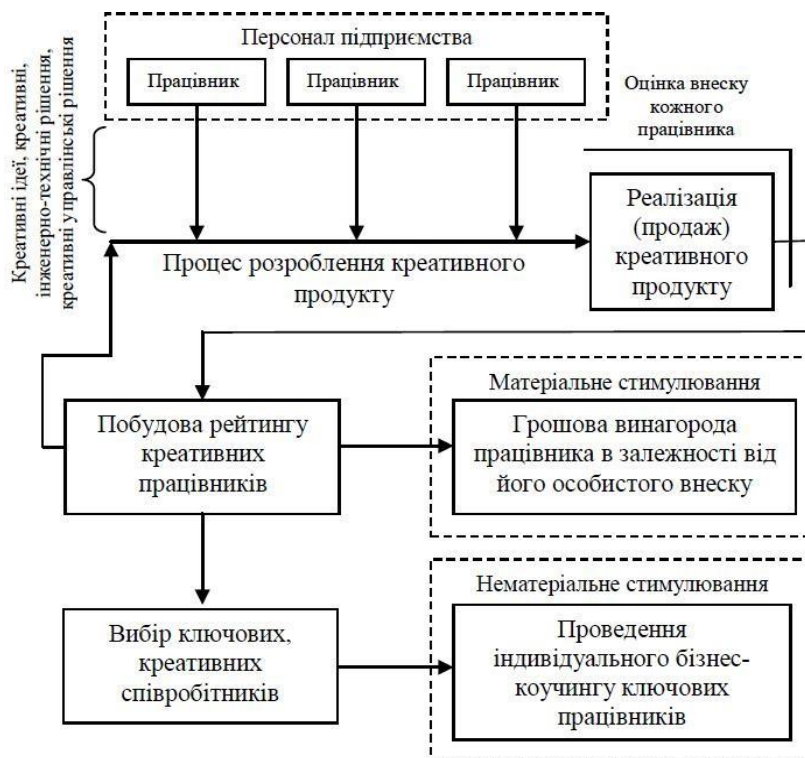 Персонал підприємства
Працівник
Працівник
Працівник
Креативні ідеї, креативні,
інженерно-технічні рішення,
креативні управлінські рішення
Оцінка внеску
кожного
працівника
Процес розроблення креативного
продукту
Реалізація
(продаж)
креативного
продукту
Побудова рейтингу
креативних
працівників
Матеріальне стимулювання
Грошова винагорода
працівника в залежності від
його особистого внеску
Вибір ключових,
креативних
співробітників
Нематеріальне стимулювання
Проведення
індивідуального бізнес-
коучингу ключових
працівників